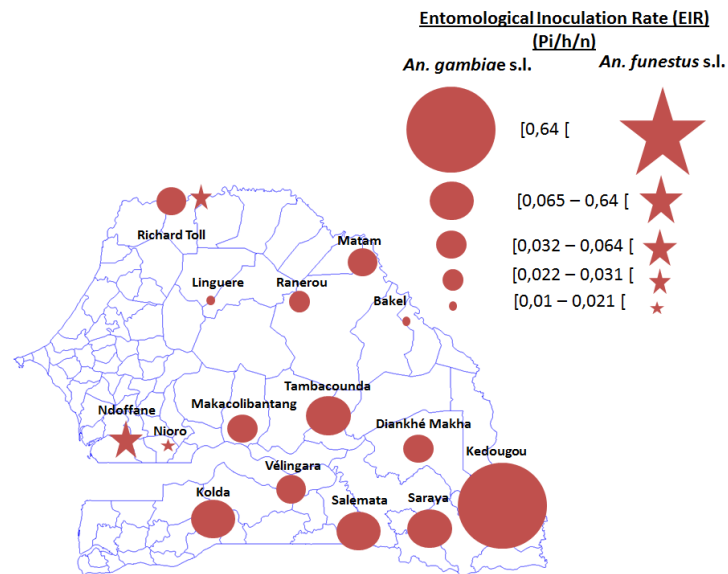 Entomological Inoculation Rate (EIR)
(Pi/h/n)
An. gambiae s.l.
An. funestus s.l.
[0,64 [
[0,065 – 0,64 [
[0,032 – 0,064 [
[0,022 – 0,031 [
[0,01 – 0,021 [
Richard Toll
Matam
Linguere
Ranerou
Bakel
Tambacounda
Makacolibantang
Ndoffane
Nioro
Diankhé Makha
Kedougou
Vélingara
Kolda
Salemata
Saraya